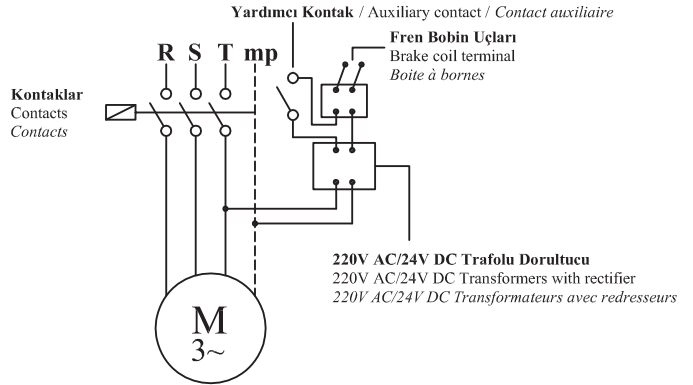 Yardımcı Kontak / Auxiliary contact / Contact auxiliaire
Fren Bobin Uçları
Brake coil terminal
Boite à bornes
R S T mp
Kontaklar
Contacts
Contacts
220V AC/24V DC Trafolu Dorultucu
220V AC/24V DC Transformers with rectifier
220V AC/24V DC Transformateurs avec redresseurs
M
3~